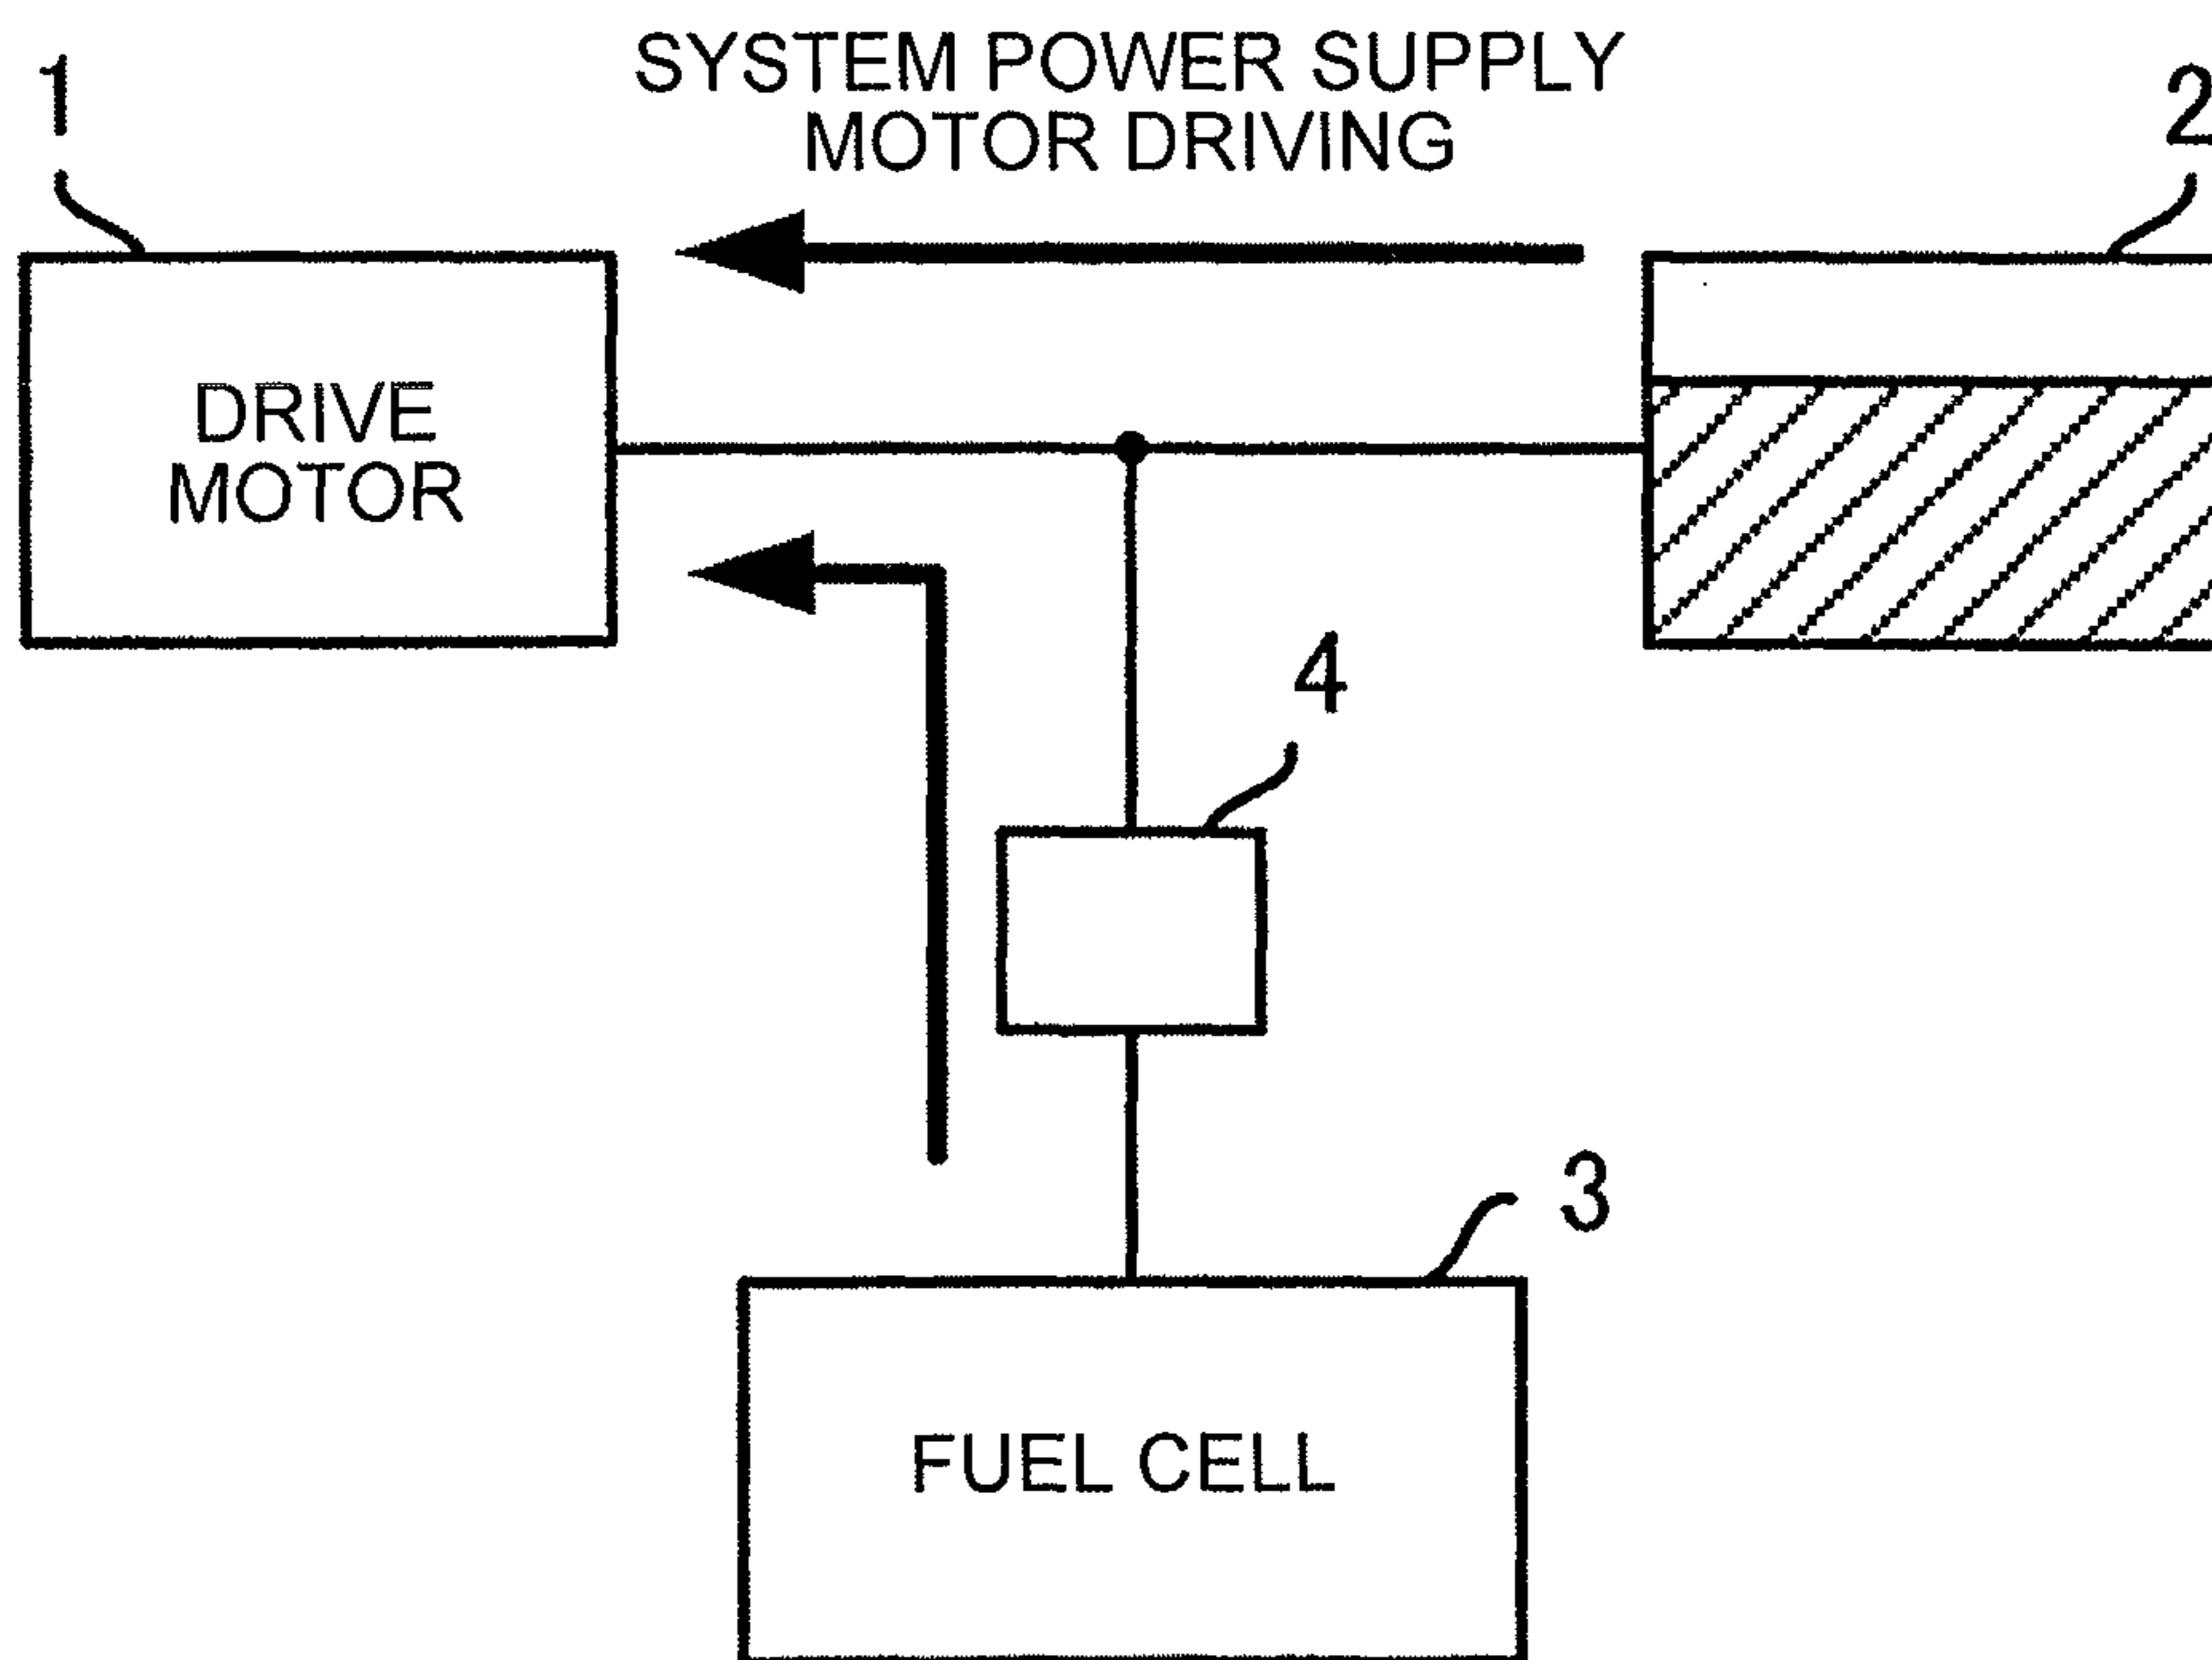 1
SYSTEM POWER SUPPLY
MOTOR DRIVING
2
DRIVE
MOTOR
4
3
FUEL CELL